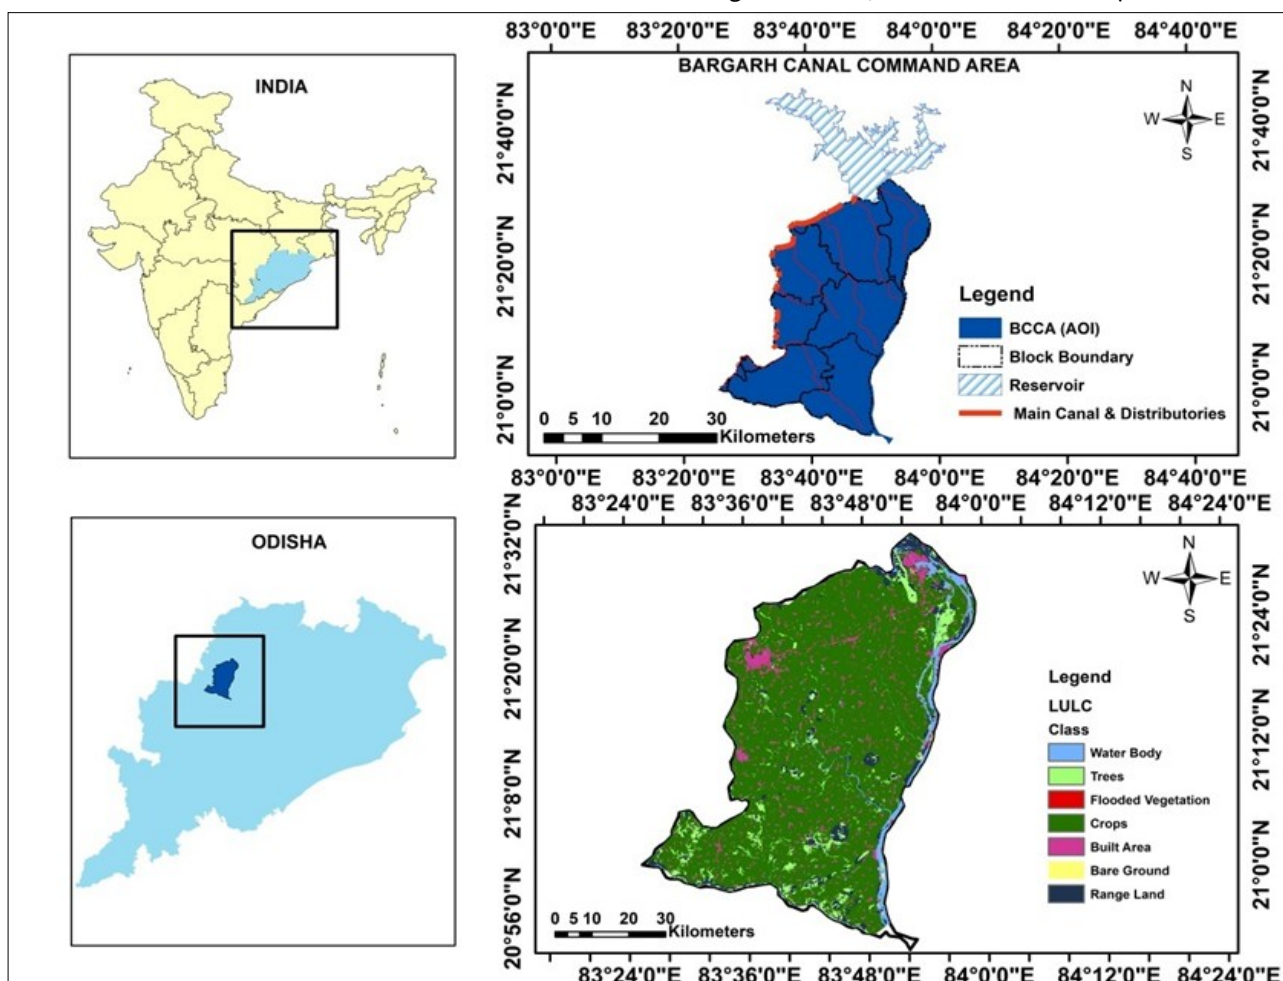 INDIA
83°0'0"E 83°20'0"E 83°40'0"E 84°0'0"E 84°20'0"E 84°40'0"E
BARGARH CANAL COMMAND AREA
21°40'0"N
21°20'0"N
21°0'0"N
21°40'0"N
21°20'0"N
21°0'0"N
N
W E
S
Legend
BCCA (AOI)
Block Boundary
Reservoir
Main Canal & Distributories
0 5 10 20 30
Kilometers
83°0'0"E 83°20'0"E 83°40'0"E 84°0'0"E 84°20'0"E 84°40'0"E
ODISHA
83°24'0"E 83°36'0"E 83°48'0"E 84°0'0"E 84°12'0"E 84°24'0"E
21°32'0"N
21°20'0"N
21°8'0"N
20°56'0"N
21°24'0"N
21°12'0"N
21°0'0"N
N
W E
S
Legend
LULC
Class
Water Body
Trees
Flooded Vegetation
Crops
Built Area
Bare Ground
Range Land
0 5 10 20 30
Kilometers
83°24'0"E 83°36'0"E 83°48'0"E 84°0'0"E 84°12'0"E 84°24'0"E